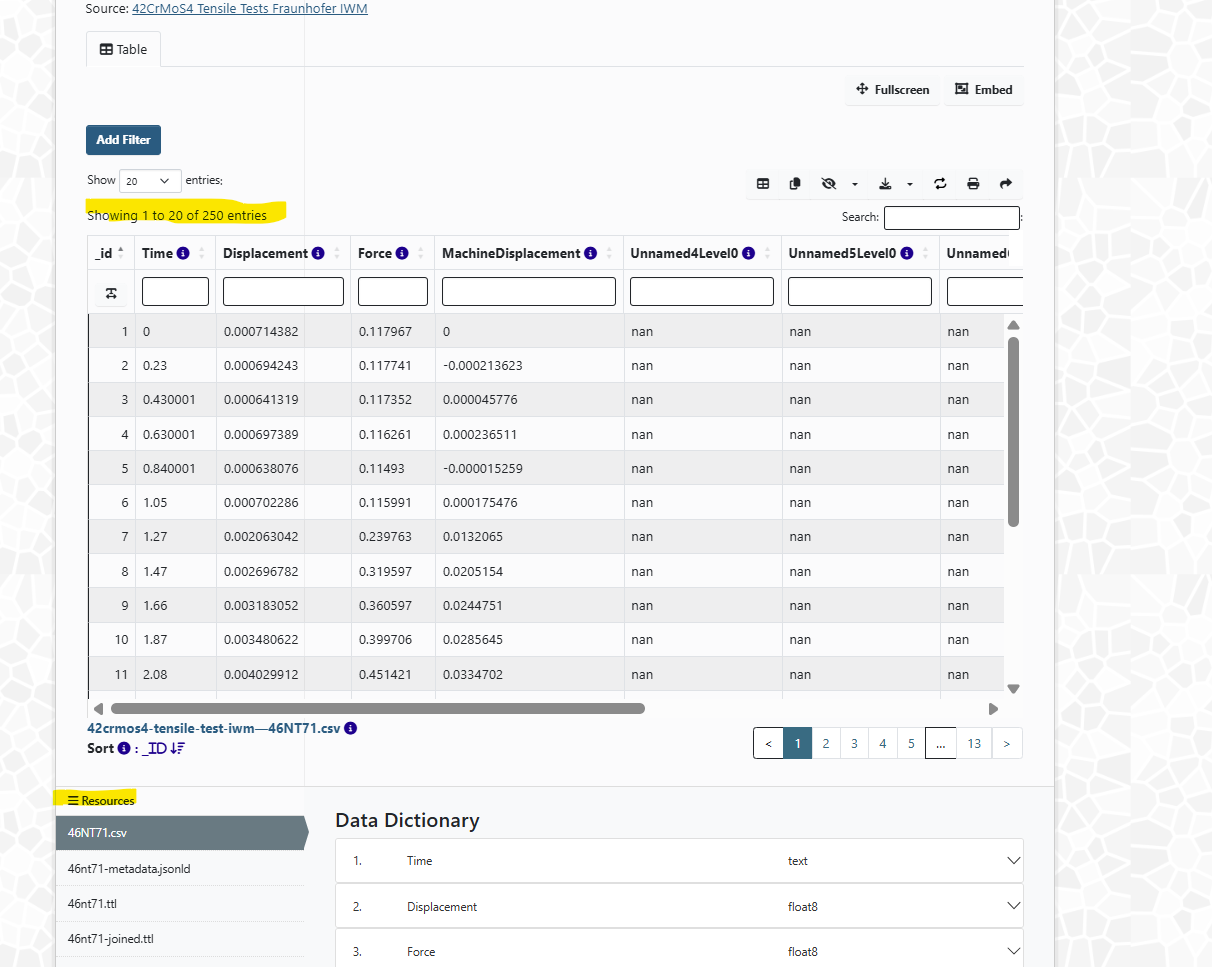 Source: 42CrMoS4 Tensile Tests Fraunhofer IWM
Table
Fullscreen Embed
Add Filter
Show 20 entries:
Showing 1 to 20 of 250 entries
Search: :
_id Time Displacement Force MachineDisplacement Unnamed4Level0 Unnamed5Level0 Unnamed
1 0 0.000714382 0.117967 0 nan nan nan
2 0.23 0.000694243 0.117741 -0.000213623 nan nan nan
3 0.430001 0.000641319 0.117352 0.000045776 nan nan nan
4 0.630001 0.000697389 0.116261 0.000236511 nan nan nan
5 0.840001 0.000638076 0.11493 -0.000015259 nan nan nan
6 1.05 0.000702286 0.115991 0.000175476 nan nan nan
7 1.27 0.002063042 0.239763 0.0132065 nan nan nan
8 1.47 0.002696782 0.319597 0.0205154 nan nan nan
9 1.66 0.003183052 0.360597 0.0244751 nan nan nan
10 1.87 0.003480622 0.399706 0.0285645 nan nan nan
11 2.08 0.004029912 0.451421 0.0334702 nan nan nan
42crmos4-tensile-test-iwm—46NT71.csv
Sort : _ID
< 1 2 3 4 5 ... 13 >
Resources
46NT71.csv
46nt71-metadata.jsonld
46nt71.ttl
46nt71-joined.ttl
Data Dictionary
1. Time text
2. Displacement float8
3. Force float8